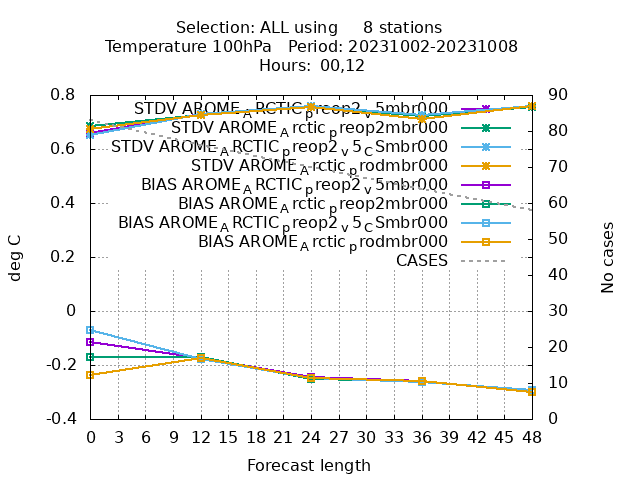 Selection: ALL using     8 stations
Temperature 100hPa   Period: 20231002-20231008
Hours:  00,12
0.8
0.6
0.4
0.2
0
-0.2
-0.4
deg C
90
80
70
60
50
40
30
20
10
0
No cases
STDV AROME_ARCTIC_preop2_v5mbr000
STDV AROME_Arctic_preop2mbr000
STDV AROME_ARCTIC_preop2_v5_CSmbr000
STDV AROME_Arctic_prodmbr000
BIAS AROME_ARCTIC_preop2_v5mbr000
BIAS AROME_Arctic_preop2mbr000
BIAS AROME_ARCTIC_preop2_v5_CSmbr000
BIAS AROME_Arctic_prodmbr000
CASES
0 3 6 9 12 15 18 21 24 27 30 33 36 39 42 45 48
Forecast length